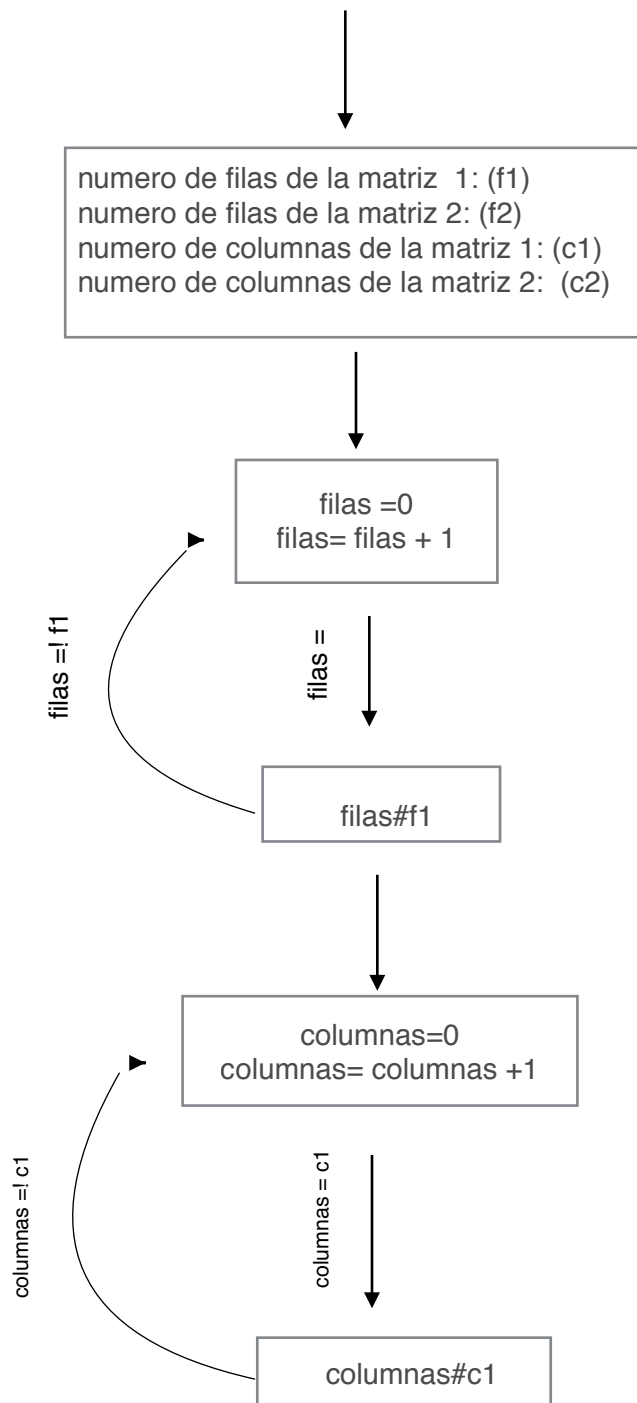 numero de filas de la matriz  1: (f1)
numero de filas de la matriz 2: (f2)
numero de columnas de la matriz 1: (c1)
numero de columnas de la matriz 2:  (c2)
filas =0
filas= filas + 1
filas =! f1
filas =
filas#f1
columnas=0
columnas= columnas +1
columnas =! c1
columnas = c1
columnas#c1